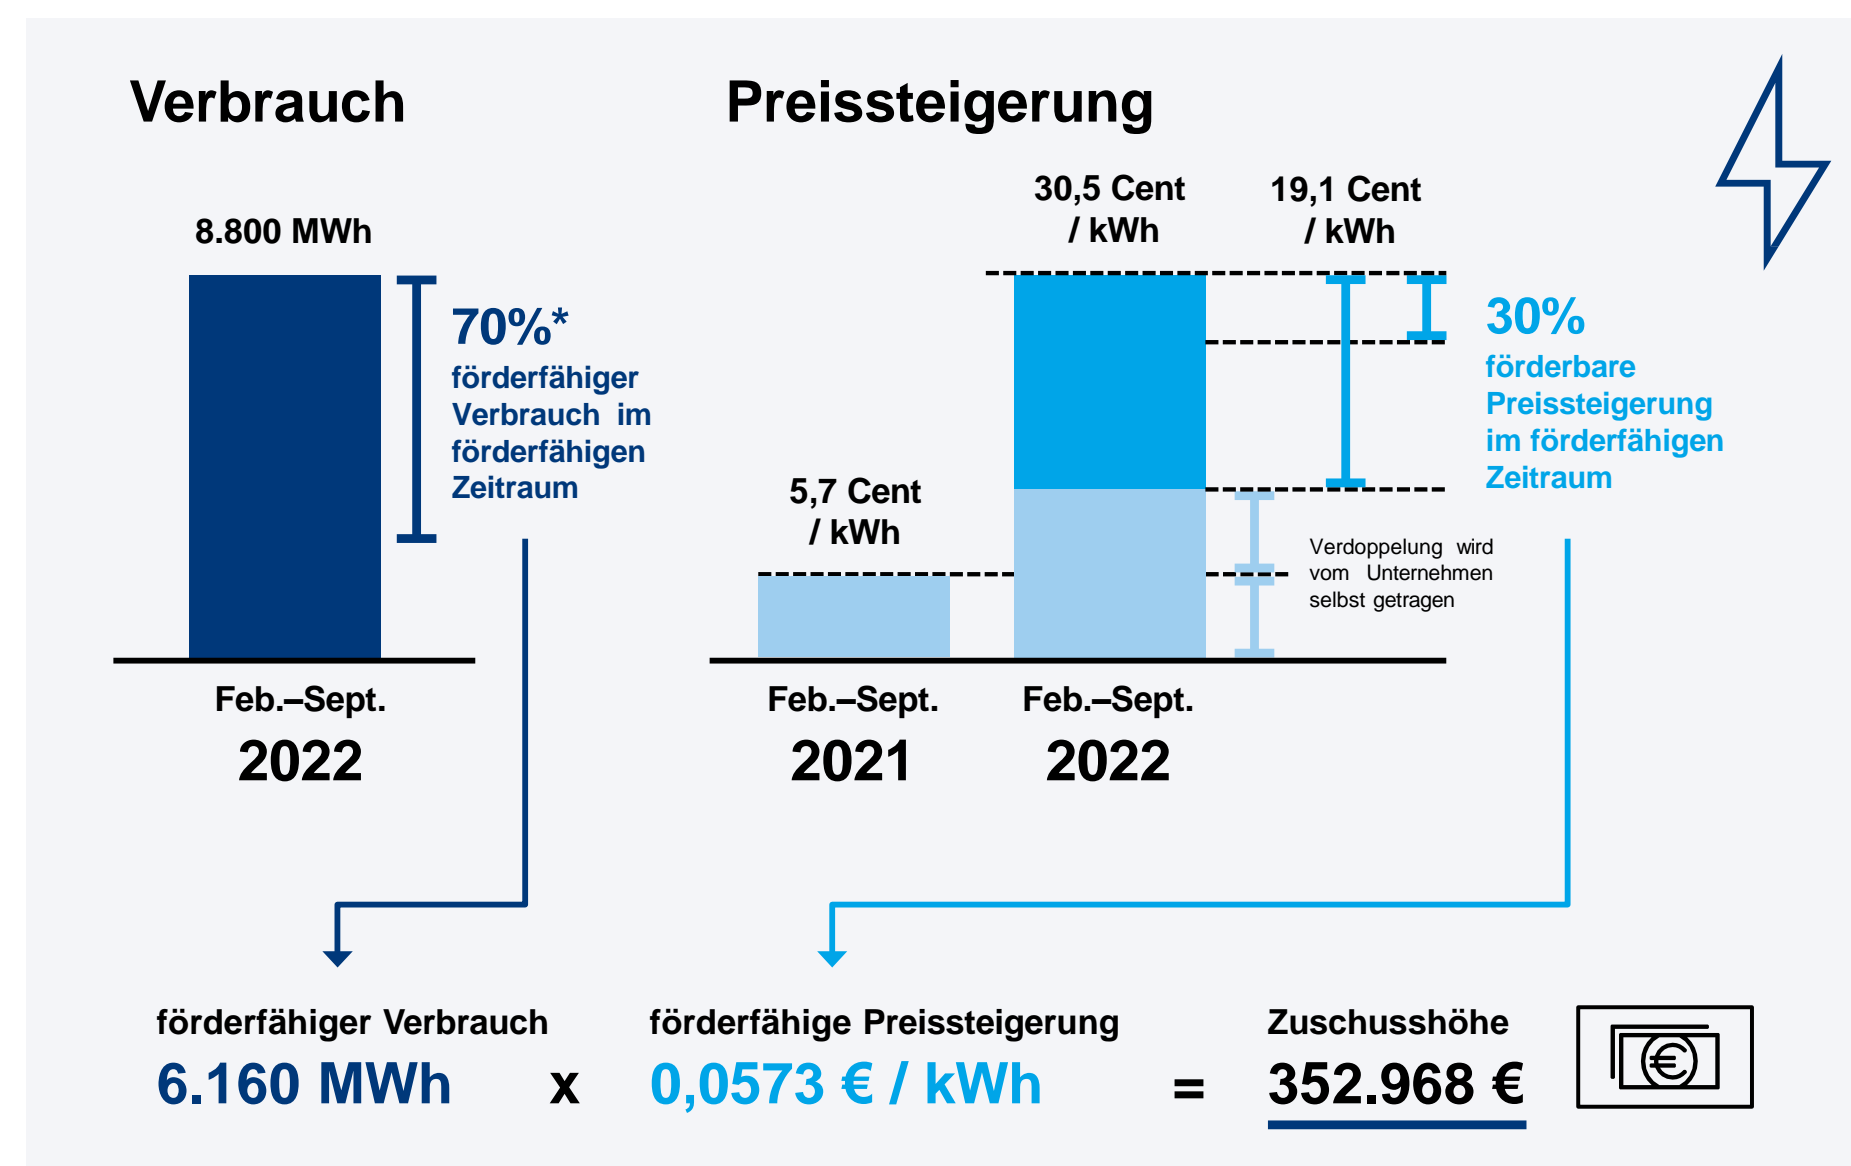 Verbrauch
8.800 MWh
70%*
förderfähiger
Verbrauch im
förderfähigen
Zeitraum
Feb.–Sept.
2022
Preissteigerung
30,5 Cent
/ kWh
19,1 Cent
/ kWh
5,7 Cent
/ kWh
30%
förderbare
Preissteigerung
im förderfähigen
Zeitraum
Verdoppelung wird
vom Unternehmen
selbst getragen
Feb.–Sept.
2021
Feb.–Sept.
2022
förderfähiger Verbrauch
6.160 MWh
x
förderfähige Preissteigerung
0,0573 € / kWh
=
Zuschusshöhe
352.968 €
€